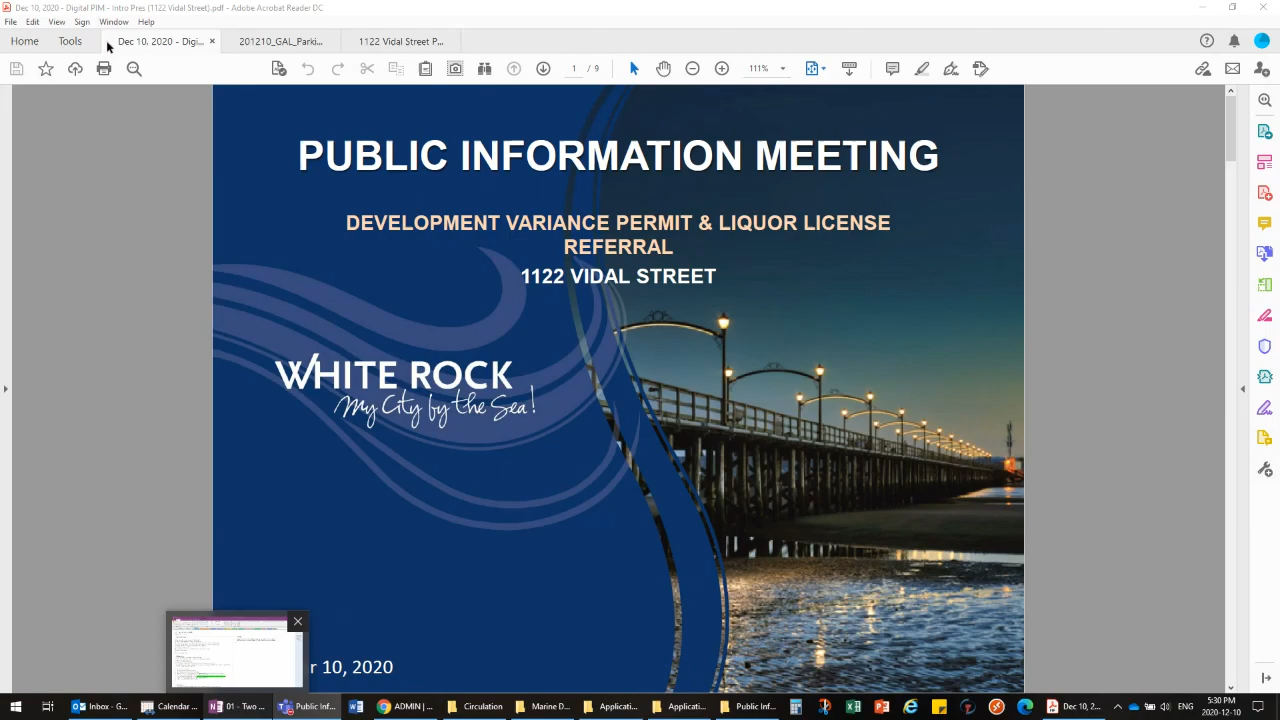 Dec 10, 2020 - Digital PIM - Intro Pres (1122 Vidal Street).pdf - Adobe Acrobat Reader DC
File Edit View Sign Window Help
Home Tools Dec 10, 2020 - Digi... × 201210_GAL_Parki... 1122 Vidal Street P...
1 / 9 111%
PUBLIC INFORMATION MEETING
DEVELOPMENT VARIANCE PERMIT & LIQUOR LICENSE
REFERRAL
1122 VIDAL STREET
WHITE ROCK
My City by the Sea!
r 10, 2020
Inbox - G... Calendar ... 01 - Two ... Public Inf... ADMIN | ... Circulation Marine D... Applicati... Applicati... Public Inf... Dec 10, 2... ENG 5:30 PM
2020-12-10